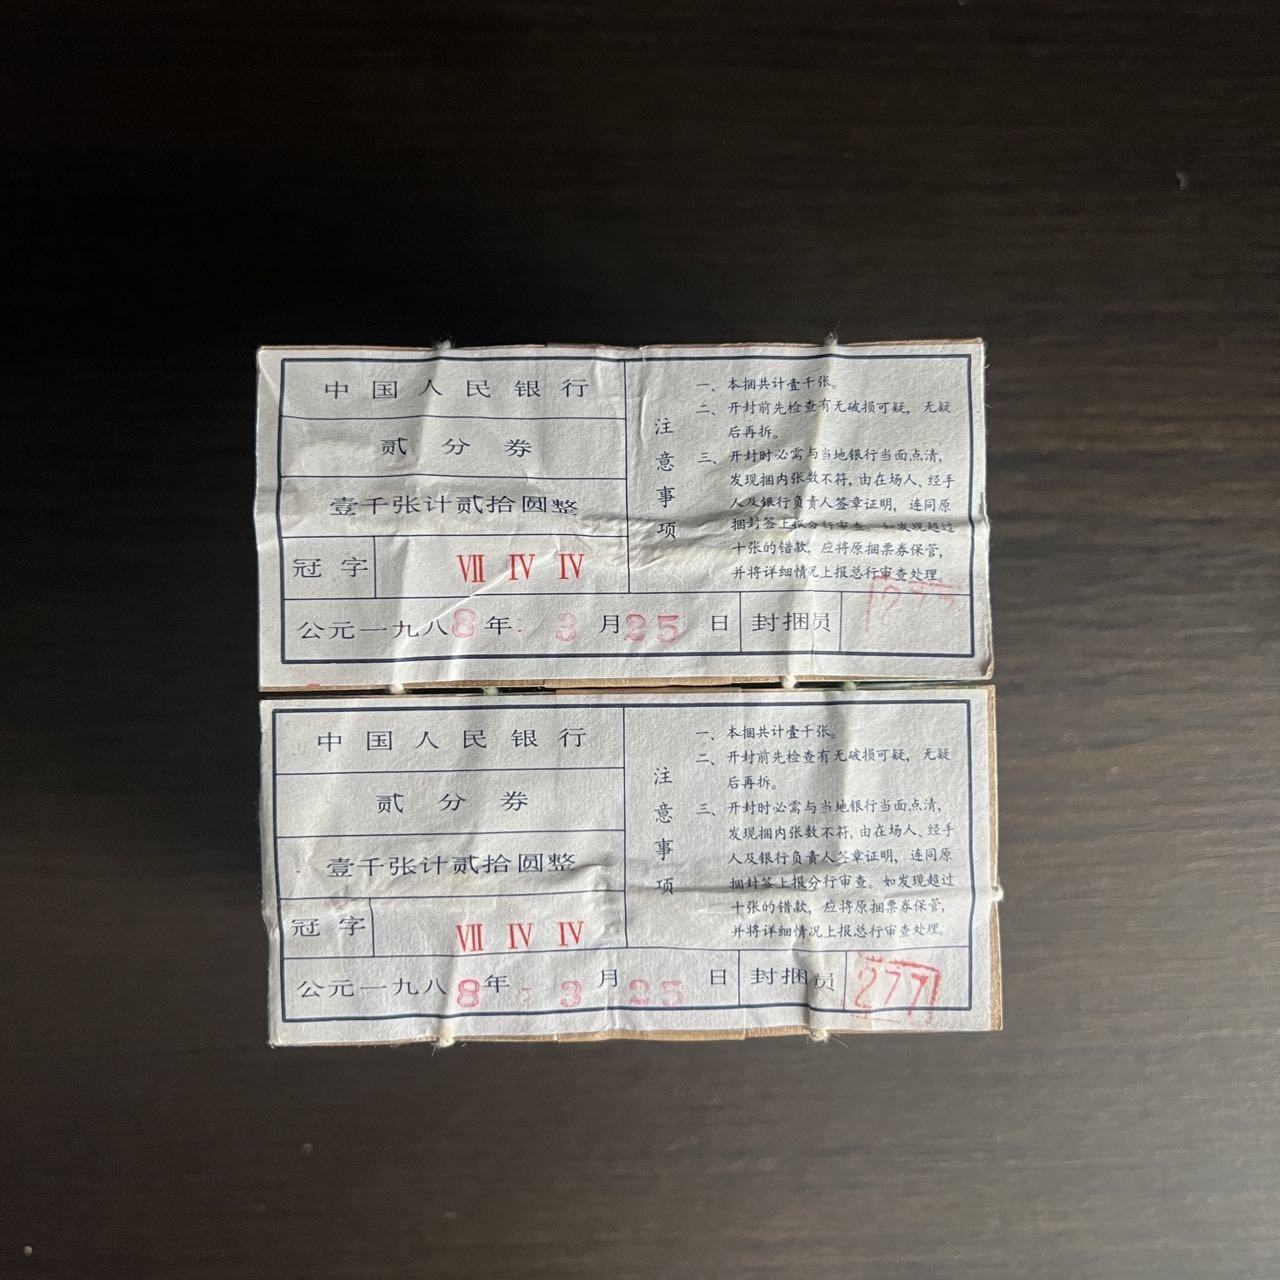 中国人民银行
贰分券
壹千张计贰拾圆整
冠字 Ⅶ Ⅳ Ⅳ
注意事项
一、本捆共计壹千张。
二、开封前先检查有无破损可疑，无疑
后再拆。
三、开封时必需与当地银行当面点清，
发现捆内张数不符，由在场人、经手
人及银行负责人签章证明，连同原
捆封签上报分行审查。如发现超过
十张的错款，应将原捆票券保管，
并将详细情况上报总行审查处理。
公元一九八8年 3月25日 封捆员
中国人民银行
贰分券
壹千张计贰拾圆整
冠字 Ⅶ Ⅳ Ⅳ
注意事项
一、本捆共计壹千张。
二、开封前先检查有无破损可疑，无疑
后再拆。
三、开封时必需与当地银行当面点清，
发现捆内张数不符，由在场人、经手
人及银行负责人签章证明，连同原
捆封签上报分行审查。如发现超过
十张的错款，应将原捆票券保管，
并将详细情况上报总行审查处理。
公元一九八8年 3月25日 封捆员 277